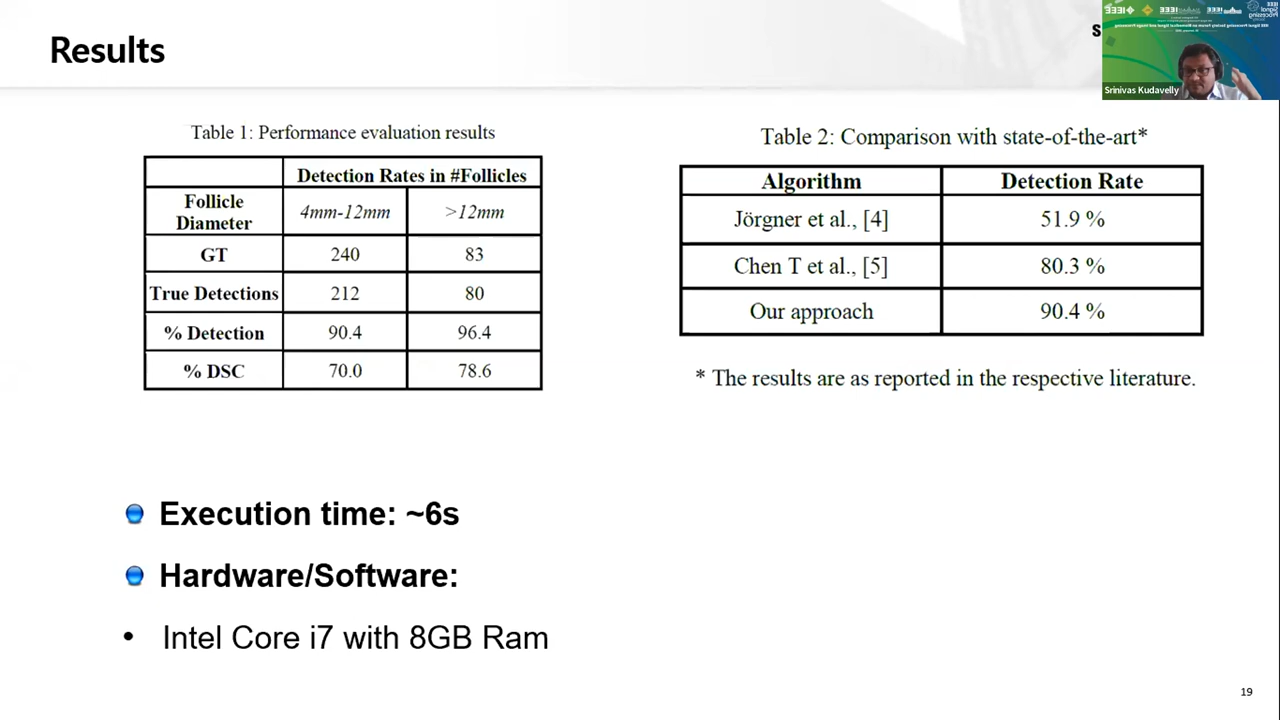 Results
S
Srinivas Kudavelly
Table 1: Performance evaluation results
Detection Rates in #Follicles
Follicle Diameter 4mm-12mm >12mm
GT 240 83
True Detections 212 80
% Detection 90.4 96.4
% DSC 70.0 78.6
Table 2: Comparison with state-of-the-art*
Algorithm Detection Rate
Jörgner et al., [4] 51.9 %
Chen T et al., [5] 80.3 %
Our approach 90.4 %
* The results are as reported in the respective literature.
Execution time: ~6s
Hardware/Software:
• Intel Core i7 with 8GB Ram
19